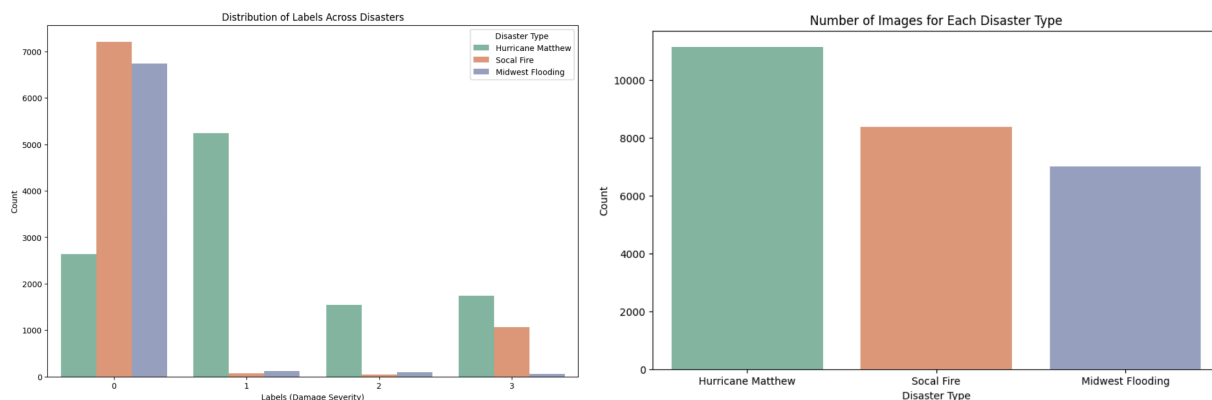 Distribution of Labels Across Disasters
Disaster Type
Hurricane Matthew
Socal Fire
Midwest Flooding
7000
6000
5000
4000
3000
2000
1000
0
Count
0 1 2 3
Labels (Damage Severity)
Number of Images for Each Disaster Type
10000
8000
6000
4000
2000
0
Count
Hurricane Matthew Socal Fire Midwest Flooding
Disaster Type